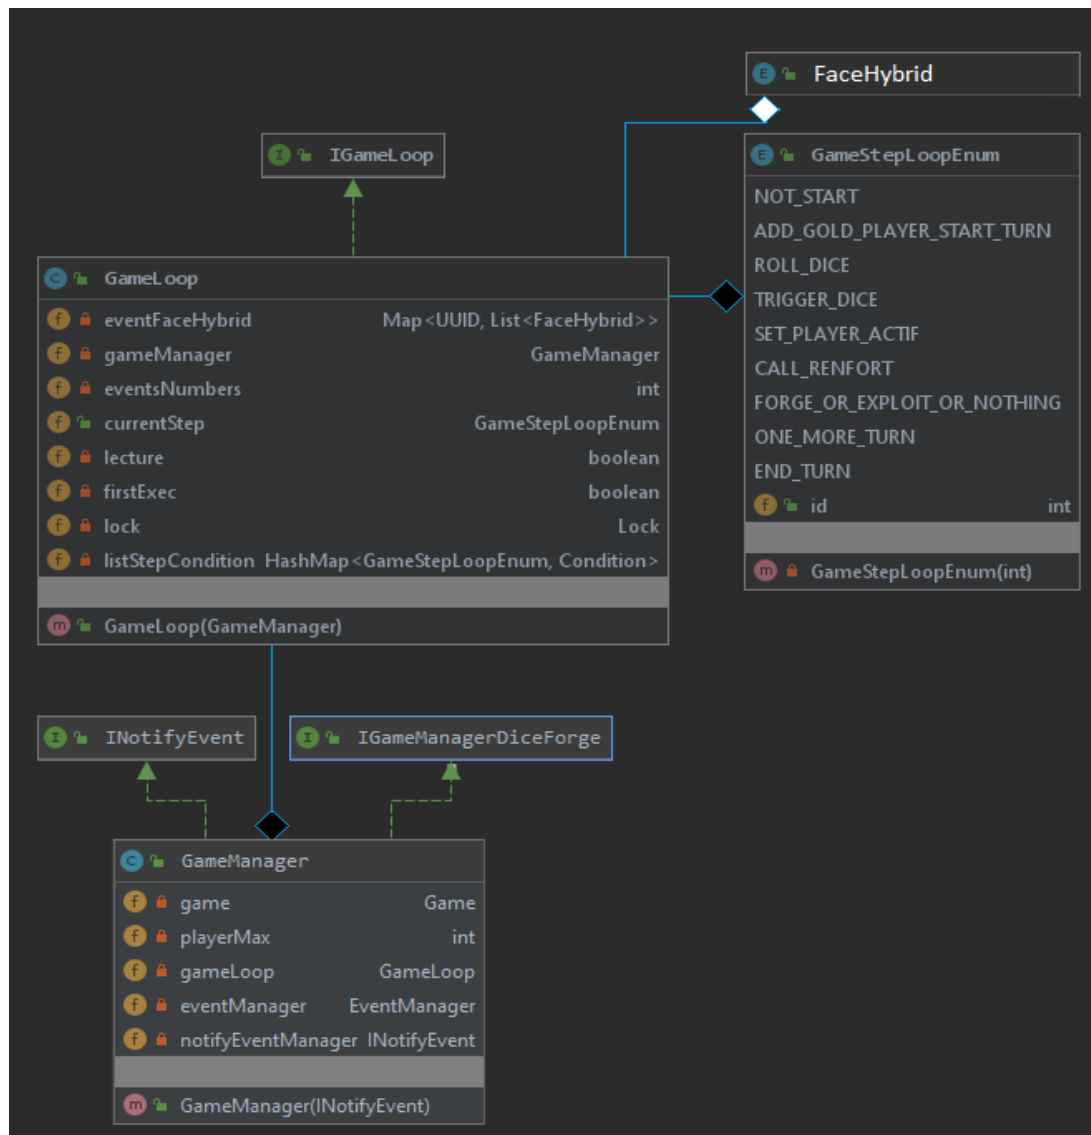 FaceHybrid
IGameLoop
GameStepLoopEnum
NOT_START
ADD_GOLD_PLAYER_START_TURN
ROLL_DICE
TRIGGER_DICE
SET_PLAYER_ACTIF
CALL_RENFORT
FORGE_OR_EXPLOIT_OR_NOTHING
ONE_MORE_TURN
END_TURN
f id int
m GameStepLoopEnum(int)
C GameLoop
f eventFaceHybrid Map<UUID, List<FaceHybrid>>
f gameManager GameManager
f eventsNumbers int
f currentStep GameStepLoopEnum
f lecture boolean
f firstExec boolean
f lock Lock
f listStepCondition HashMap<GameStepLoopEnum, Condition>
m GameLoop(GameManager)
I INotifyEvent
I IGameManagerDiceForge
C GameManager
f game Game
f playerMax int
f gameLoop GameLoop
f eventManager EventManager
f notifyEventManager INotifyEvent
m GameManager(INotifyEvent)